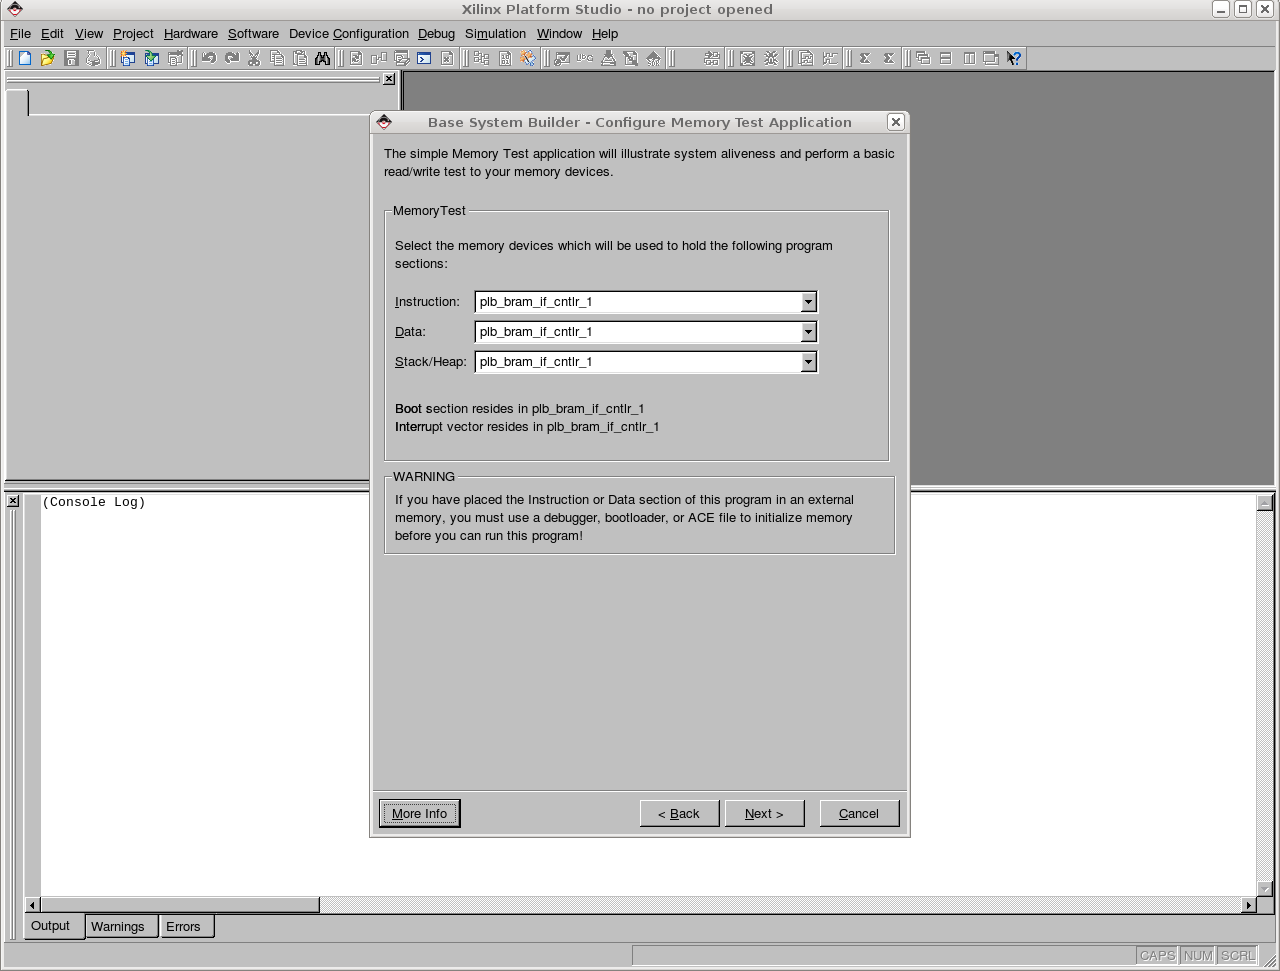 Xilinx Platform Studio - no project opened
File Edit View Project Hardware Software Device Configuration Debug Simulation Window Help
Base System Builder - Configure Memory Test Application
The simple Memory Test application will illustrate system aliveness and perform a basic
read/write test to your memory devices.
MemoryTest
Select the memory devices which will be used to hold the following program
sections:
Instruction: plb_bram_if_cntlr_1
Data: plb_bram_if_cntlr_1
Stack/Heap: plb_bram_if_cntlr_1
Boot section resides in plb_bram_if_cntlr_1
Interrupt vector resides in plb_bram_if_cntlr_1
WARNING
(Console Log)
If you have placed the Instruction or Data section of this program in an external
memory, you must use a debugger, bootloader, or ACE file to initialize memory
before you can run this program!
More Info < Back Next > Cancel
Output Warnings Errors
CAPS NUM SCRL